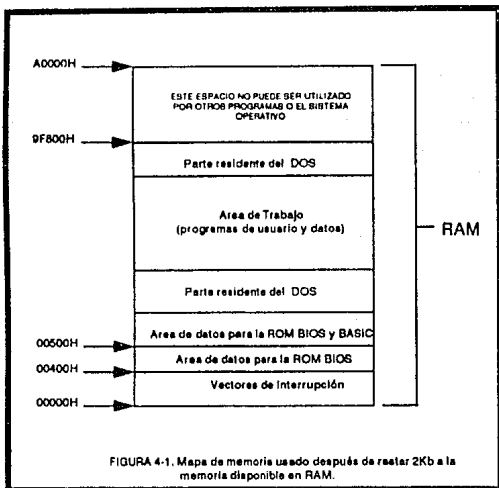 A0000H
ESTE ESPACIO NO PUEDE SER UTILIZADO
POR OTROS PROGRAMAS O EL SISTEMA
OPERATIVO
9F800H
Parte residente del DOS
Area de Trabajo
(programas de usuario y datos)
RAM
Parte residente del DOS
Area de datos para la ROM BIOS y BASIC
00500H
Area de datos para la ROM BIOS
00400H
Vectores de Interrupción
00000H
FIGURA 4-1. Mapa de memoria usado después de restar 2Kb a la
memoria disponible en RAM.